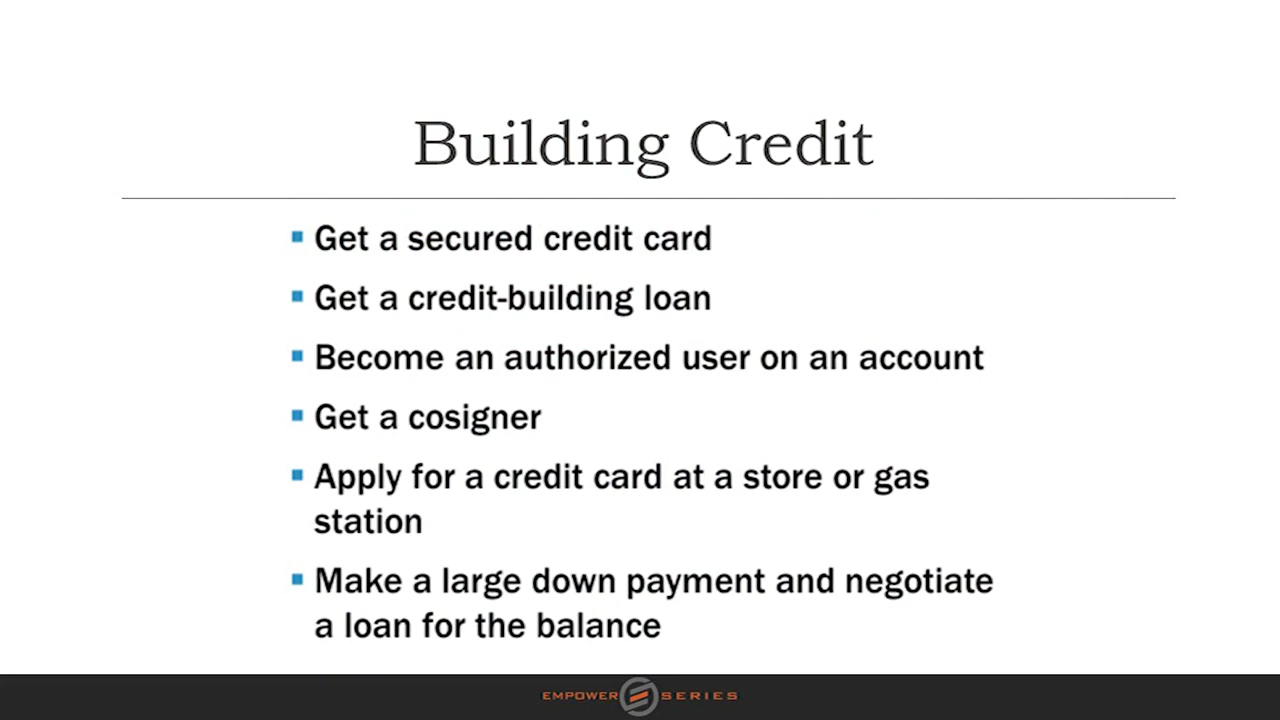 Building Credit
Get a secured credit card
Get a credit-building loan
Become an authorized user on an account
Get a cosigner
Apply for a credit card at a store or gas
station
Make a large down payment and negotiate
a loan for the balance
EMPOWER SERIES